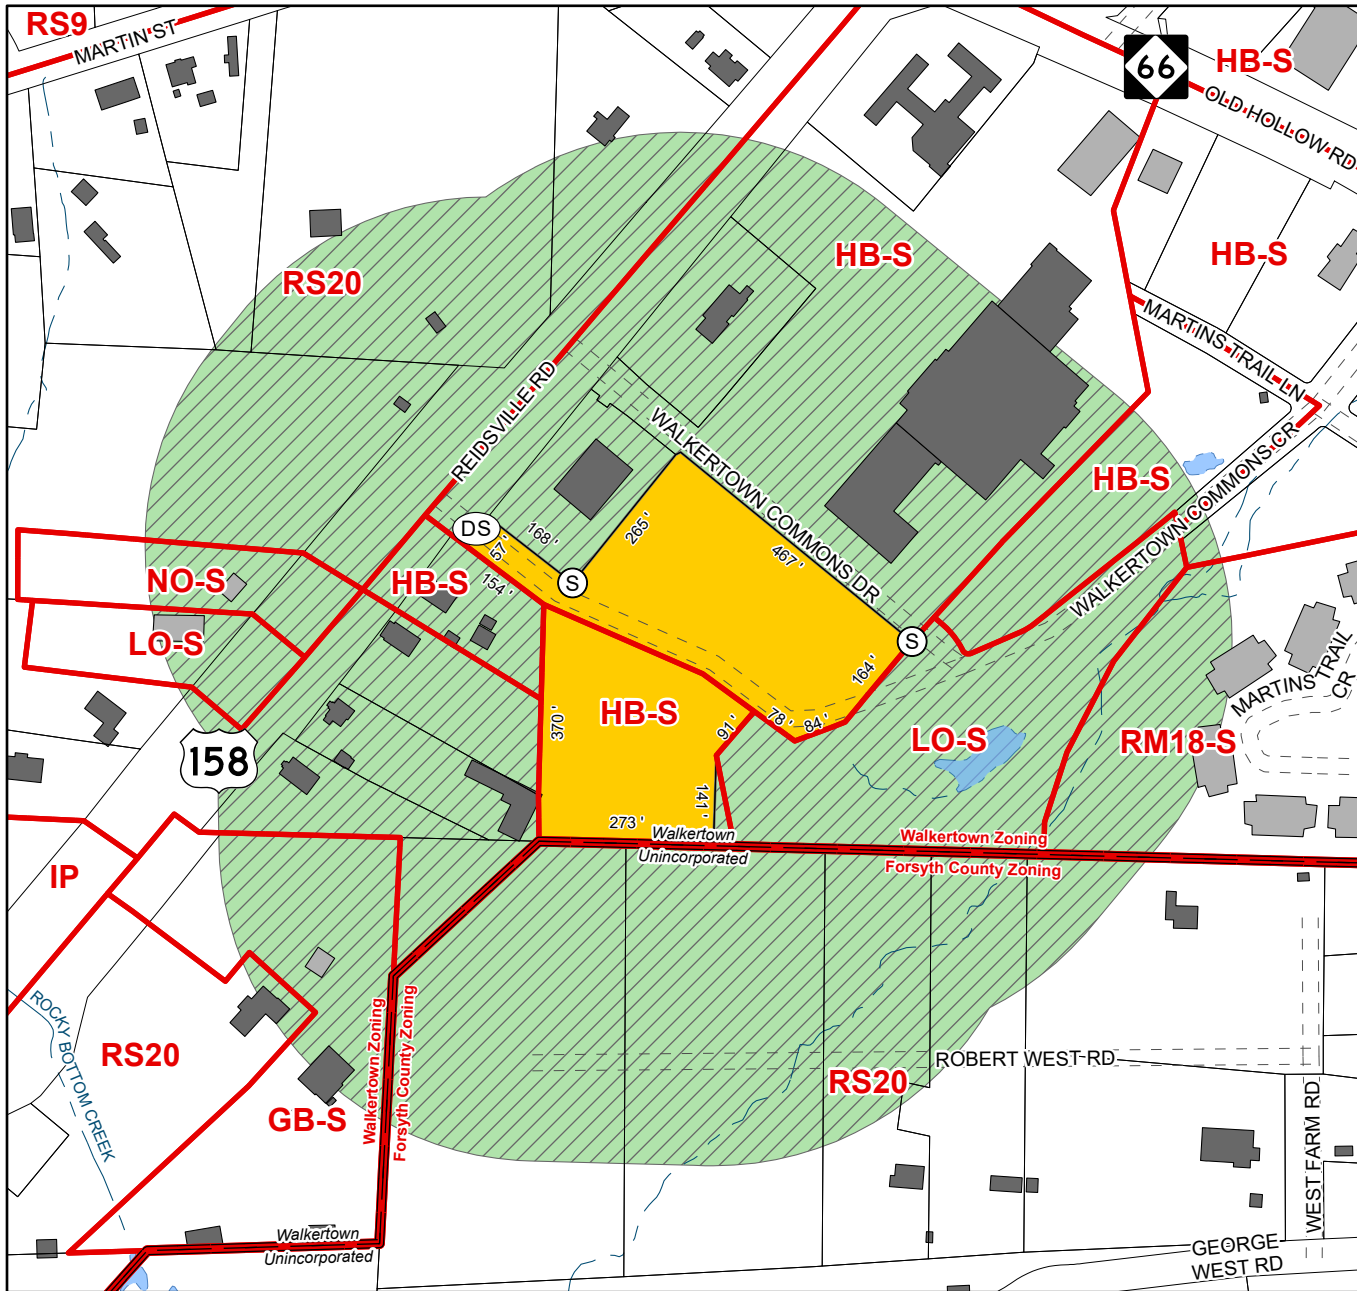 RS9
MARTIN ST
66
HB-S
OLD HOLLOW RD
HB-S
HB-S
RS20
MARTINS TRAIL LN
REIDSVILLE RD
WALKERTOWN COMMONS DR
WALKERTOWN COMMONS CR
HB-S
DS
168'
265'
467'
57'
154'
S
S
NO-S
HB-S
LO-S
164'
MARTINS TRAIL
CR
HB-S
370'
91'
78'
84'
LO-S
RM18-S
158
141'
273'
Walkertown
Unincorporated
Walkertown Zoning
Forsyth County Zoning
IP
ROCKY BOTTOM CREEK
RS20
Walkertown Zoning
Forsyth County Zoning
ROBERT WEST RD
RS20
GB-S
WEST FARM RD
Walkertown
Unincorporated
GEORGE
WEST RD